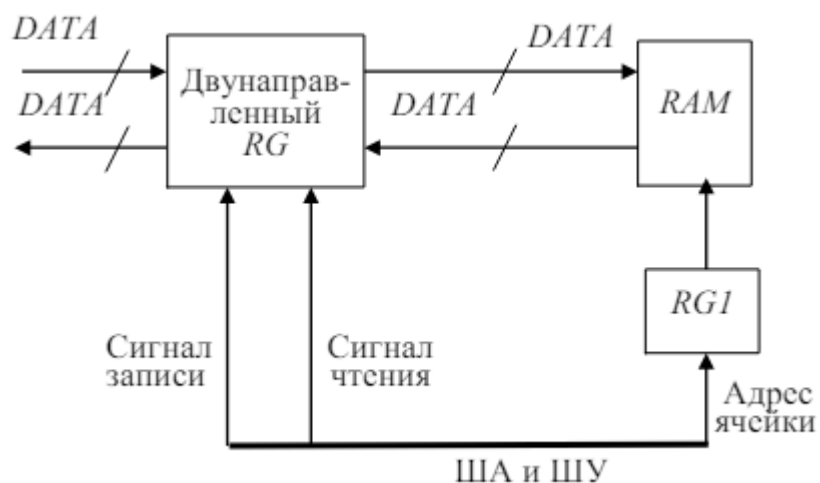 DATA
DATA
DATA
DATA
Двунаправ-
ленный
RG
RAM
RG1
Сигнал
записи
Сигнал
чтения
Адрес
ячейки
ША и ШУ